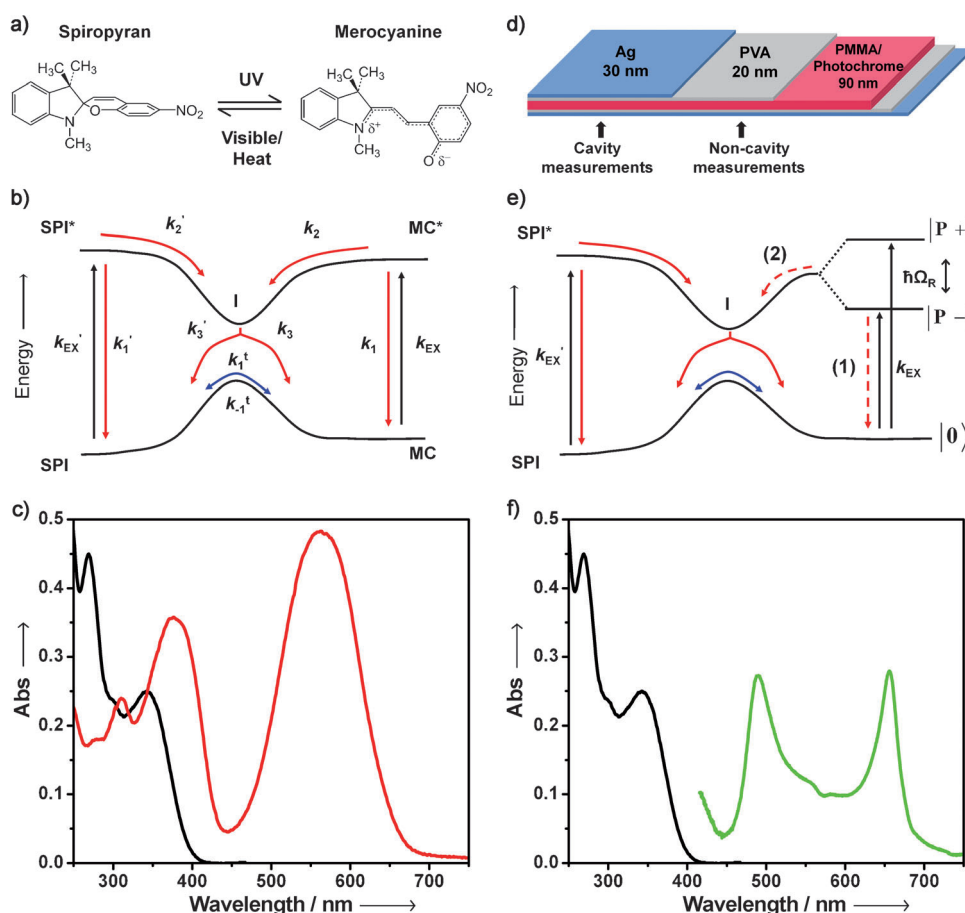 a)
Spiropyran
Merocyanine
H₃C CH₃
NO₂
N
O
CH₃
UV
Visible/
Heat
H₃C CH₃
NO₂
N δ⁺
CH₃
O δ⁻
d)
Ag
30 nm
PVA
20 nm
PMMA/
Photochrome
90 nm
Cavity
measurements
Non-cavity
measurements
b)
SPI*
k₂'
k₂
MC*
I
k₃'
k₃
k₁ᵗ
k₋₁ᵗ
kEX'
k₁'
k₁
kEX
Energy
SPI
MC
e)
SPI*
(2)
|P +
ħΩR
|P −
I
(1)
kEX'
kEX
Energy
SPI
|0⟩
c)
0.5
0.4
0.3
0.2
0.1
0.0
Abs
300 400 500 600 700
Wavelength / nm
f)
0.5
0.4
0.3
0.2
0.1
0.0
Abs
300 400 500 600 700
Wavelength / nm